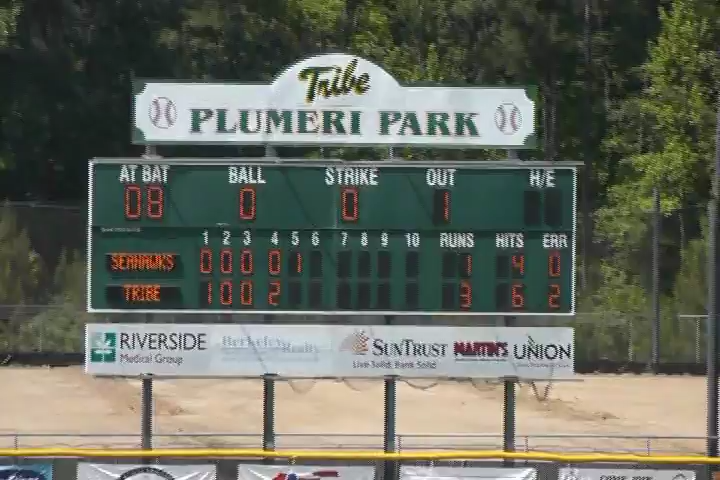 Tribe
PLUMERI PARK
AT BAT BALL STRIKE OUT H/E
08 0 0 1
1 2 3 4 5 6 7 8 9 10 RUNS HITS ERR
SEAHAWKS 0 0 0 0 1 1 4 0
TRIBE 1 0 0 2 3 6 2
RIVERSIDE Berkeley Realty SUNTRUST MARTIN'S UNION
Medical Group Live Solid. Bank Solid.